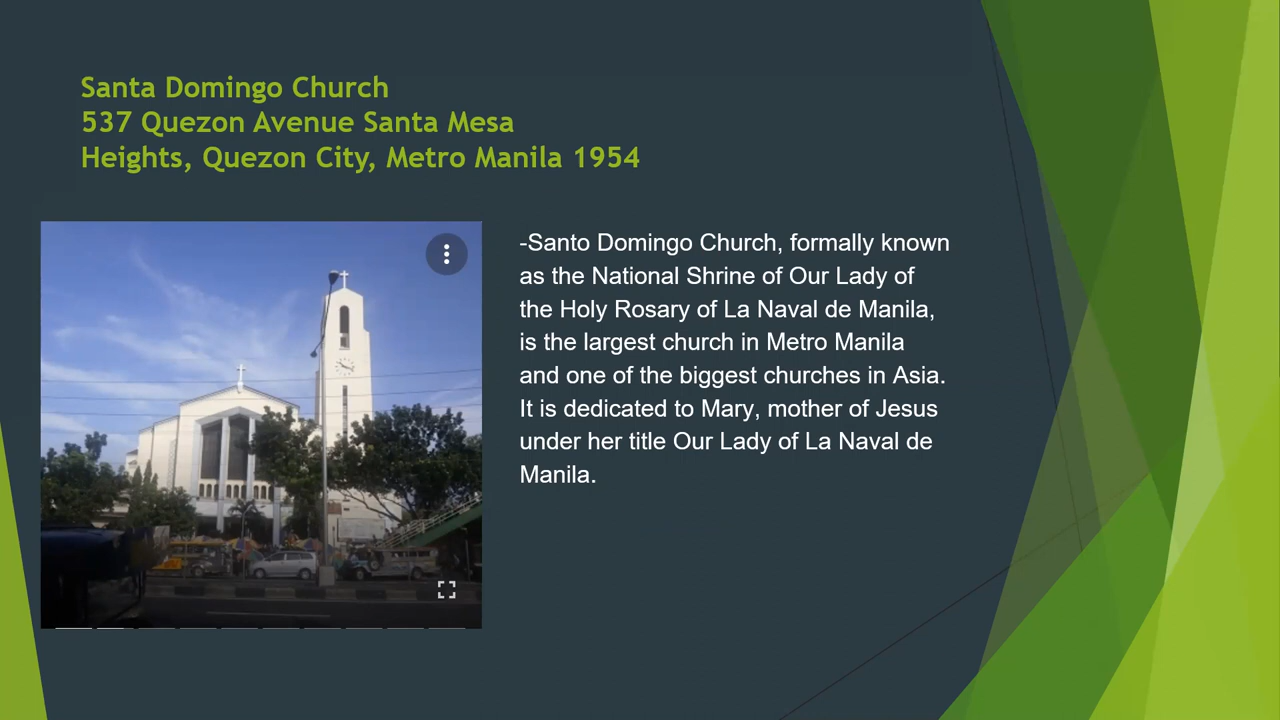 Santa Domingo Church
537 Quezon Avenue Santa Mesa
Heights, Quezon City, Metro Manila 1954
-Santo Domingo Church, formally known
as the National Shrine of Our Lady of
the Holy Rosary of La Naval de Manila,
is the largest church in Metro Manila
and one of the biggest churches in Asia.
It is dedicated to Mary, mother of Jesus
under her title Our Lady of La Naval de
Manila.